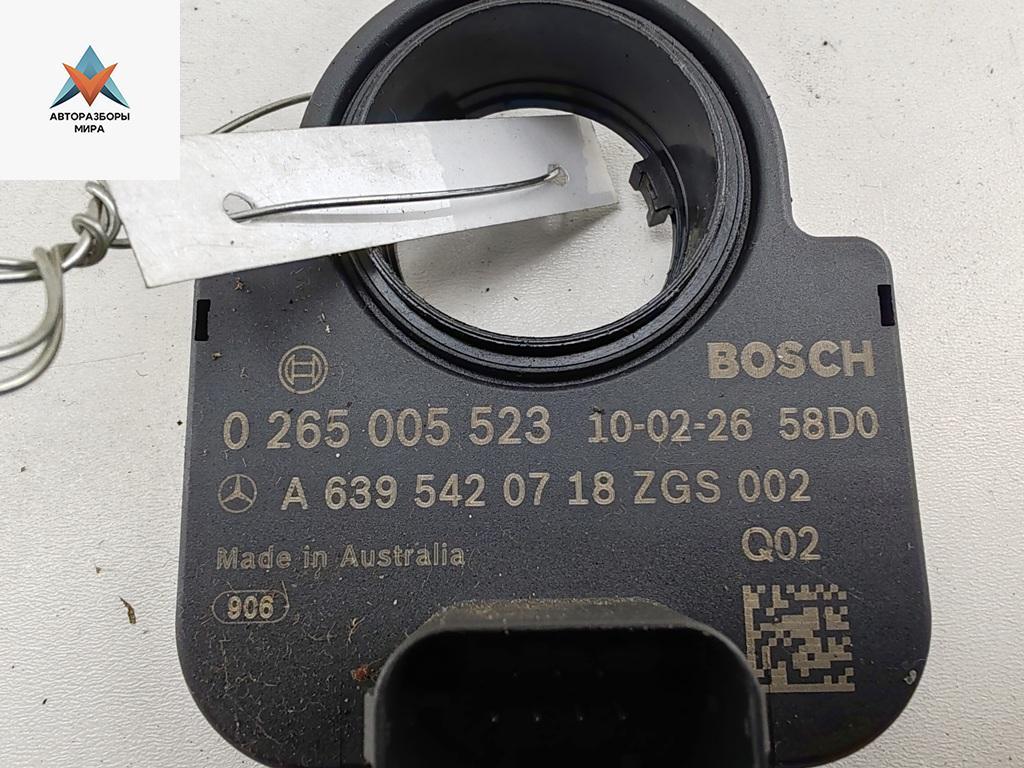 АВТОРАЗБОРЫ
МИРА
BOSCH
0 265 005 523 10-02-26 58D0
A 639 542 07 18 ZGS 002
Q02
Made in Australia
906